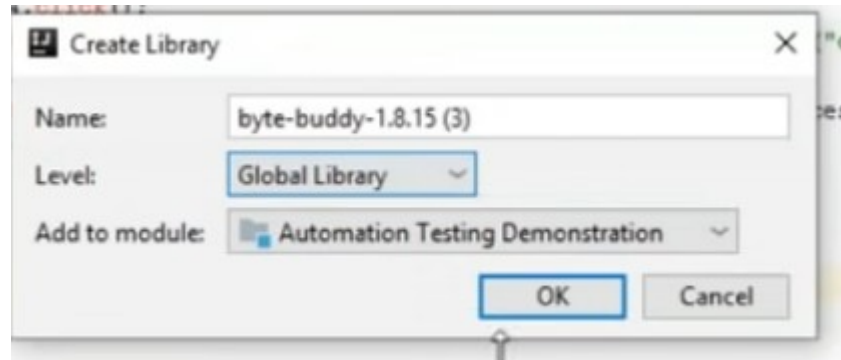 .click();
Create Library
Name:
byte-buddy-1.8.15 (3)
Level:
Global Library
Add to module:
Automation Testing Demonstration
OK
Cancel